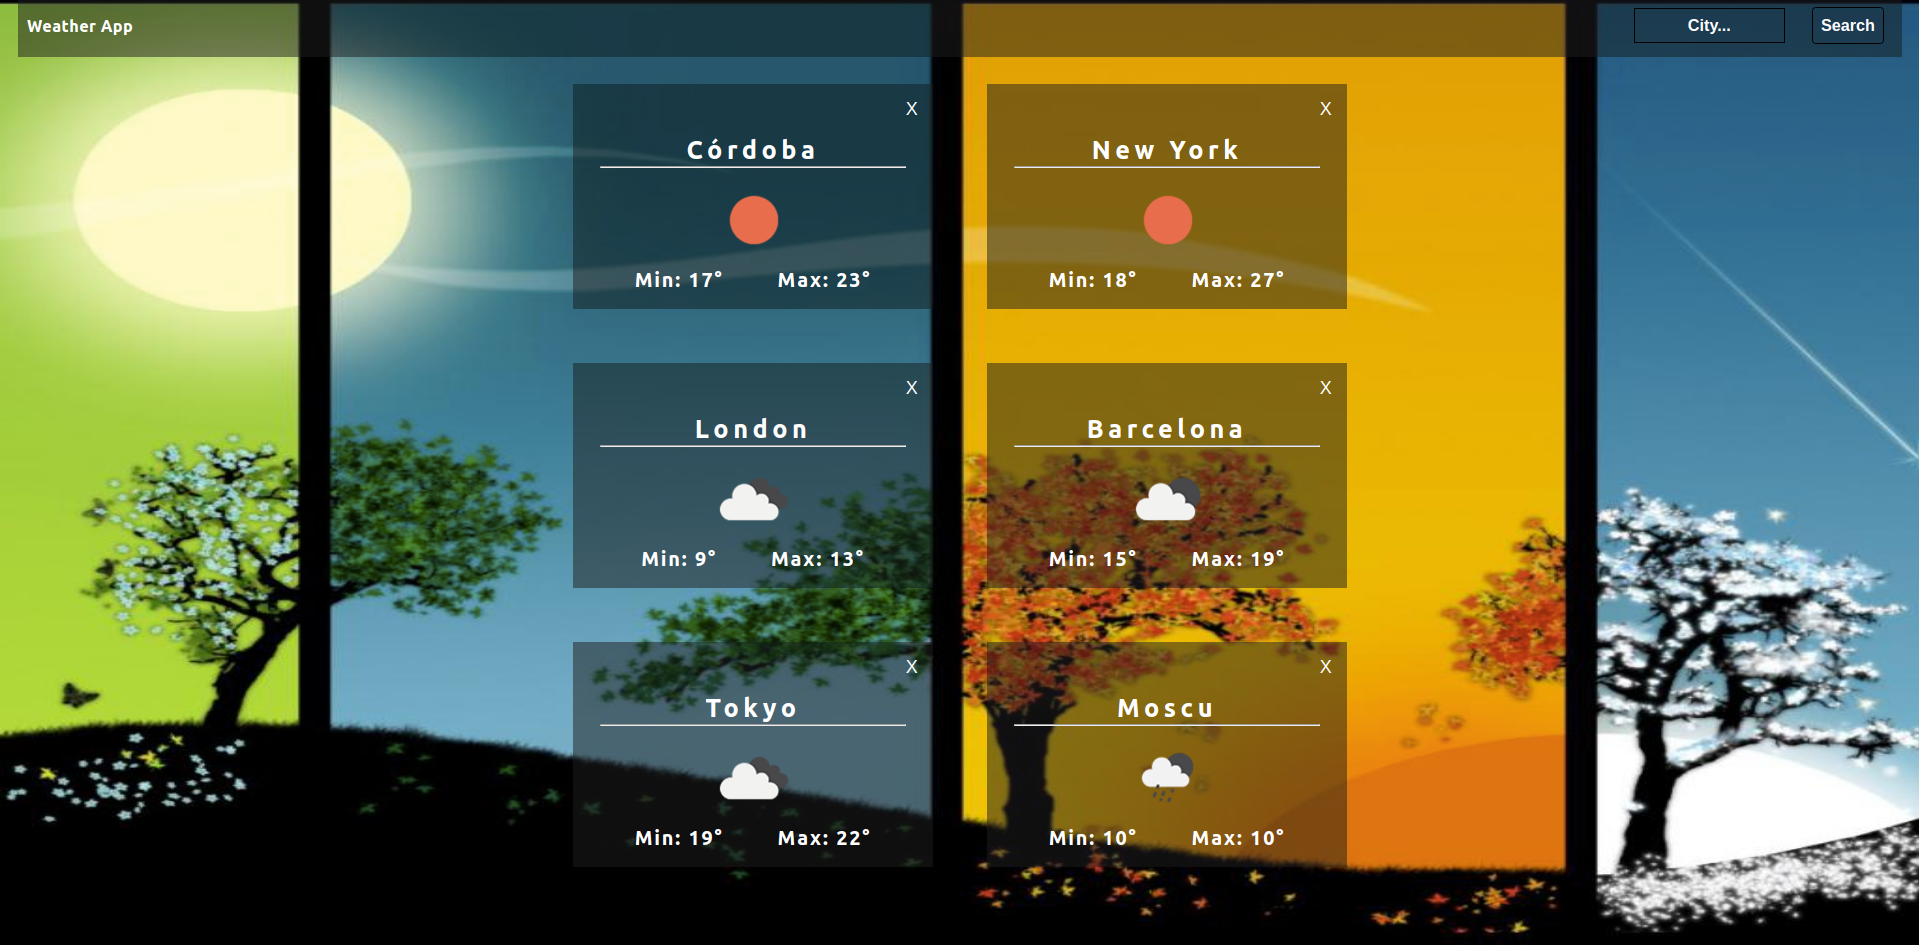 Weather App
City...
Search
X
Córdoba
Min: 17° Max: 23°
X
New York
Min: 18° Max: 27°
X
London
Min: 9° Max: 13°
X
Barcelona
Min: 15° Max: 19°
X
Tokyo
Min: 19° Max: 22°
X
Moscu
Min: 10° Max: 10°